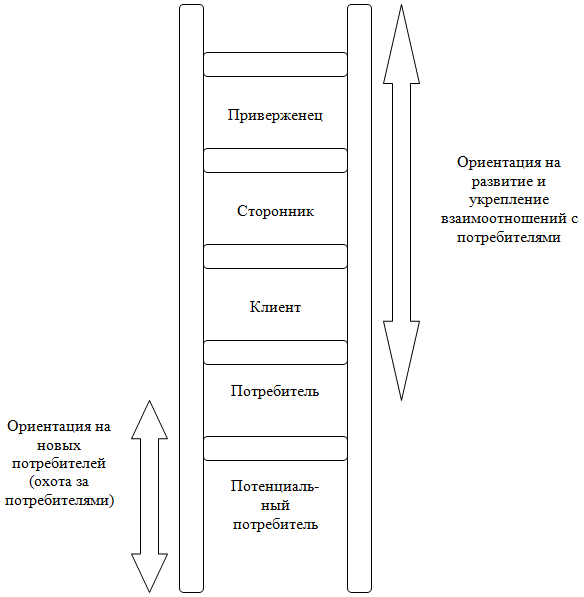 Приверженец
Сторонник
Клиент
Потребитель
Потенциаль-
ный
потребитель
Ориентация на
развитие и
укрепление
взаимоотношений с
потребителями
Ориентация на
новых
потребителей
(охота за
потребителями)